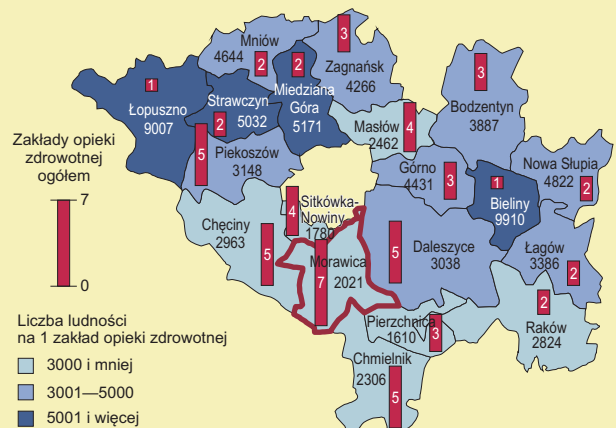 Mniów
4644
2
3
Zagnańsk
4266
2
Miedziana
Góra
5171
1
Łopuszno
9007
Strawczyn
2
5032
3
Bodzentyn
3887
Masłów
2462
4
5
Piekoszów
3148
Górno
4431
3
1
Bieliny
9910
Nowa Słupia
4822
2
4
Sitkówka-
Nowiny
1780
Chęciny
2963
5
Morawica
2021
7
5
Daleszyce
3038
Łagów
3386
2
2
Raków
2824
Pierzchnica
1610
3
Chmielnik
2306
5
Zakłady opieki
zdrowotnej
ogółem
7
0
Liczba ludności
na 1 zakład opieki zdrowotnej
3000 i mniej
3001—5000
5001 i więcej